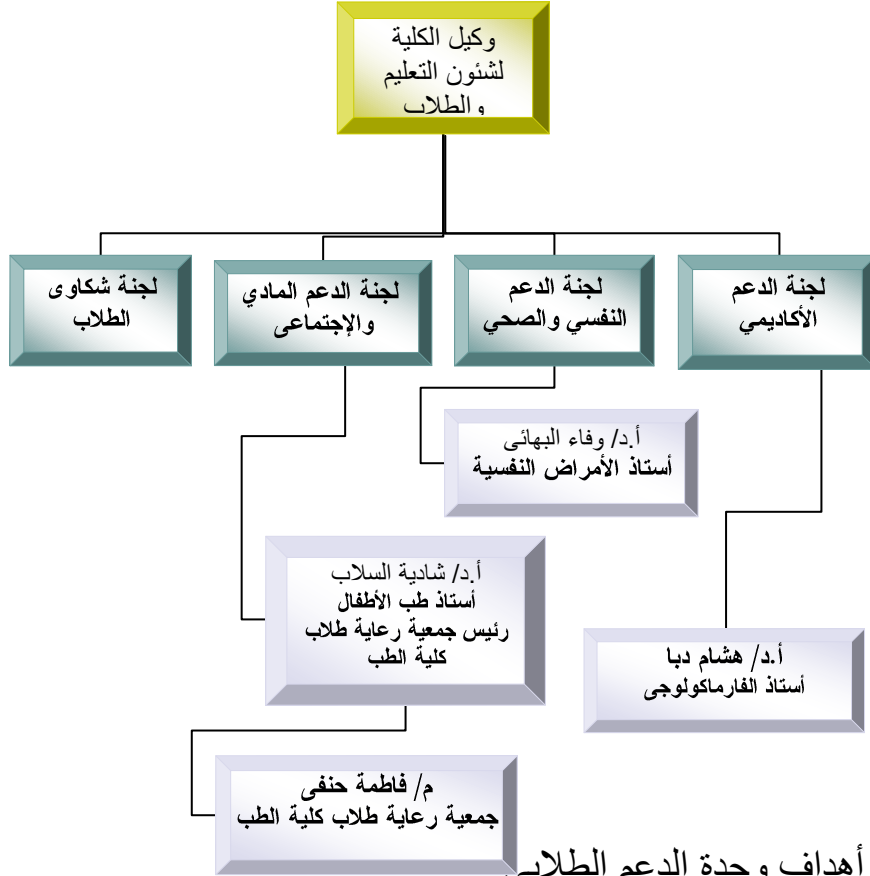 وكيل الكلية
لشئون التعليم
والطلاب
لجنة الدعم
الأكاديمي
لجنة الدعم
النفسي والصحي
لجنة الدعم المادي
والإجتماعى
لجنة شكاوى
الطلاب
أ.د/ وفاء البهائى
أستاذ الأمراض النفسية
أ.د/ شادية السلاب
أستاذ طب الأطفال
رئيس جمعية رعاية طلاب
كلية الطب
أ.د/ هشام دبا
أستاذ الفارماكولوجى
م/ فاطمة حنفى
جمعية رعاية طلاب كلية الطب
أهداف وحدة الدعم الطلابي